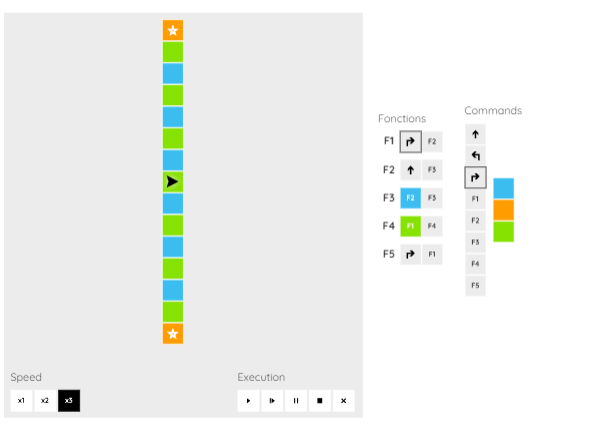 Commands
Fonctions
F1 F2
F2 F3
F3 F2 F3
F4 F1 F4
F5 F1
F1
F2
F3
F4
F5
Speed
x1 x2 x3
Execution